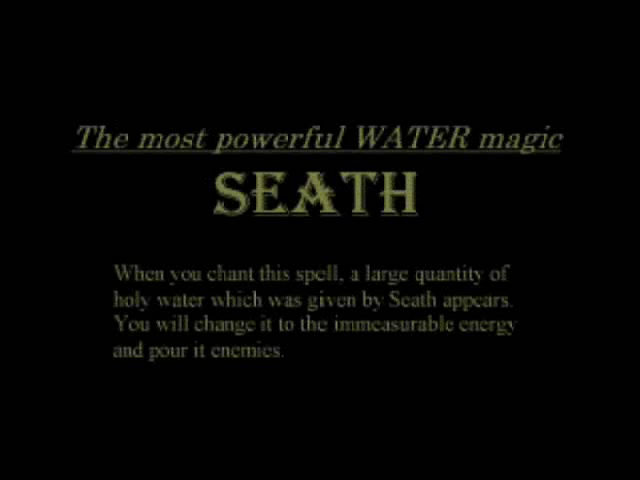 The most powerful WATER magic
SEATH
When you chant this spell, a large quantity of
holy water which was given by Seath appears.
You will change it to the immeasurable energy
and pour it enemies.